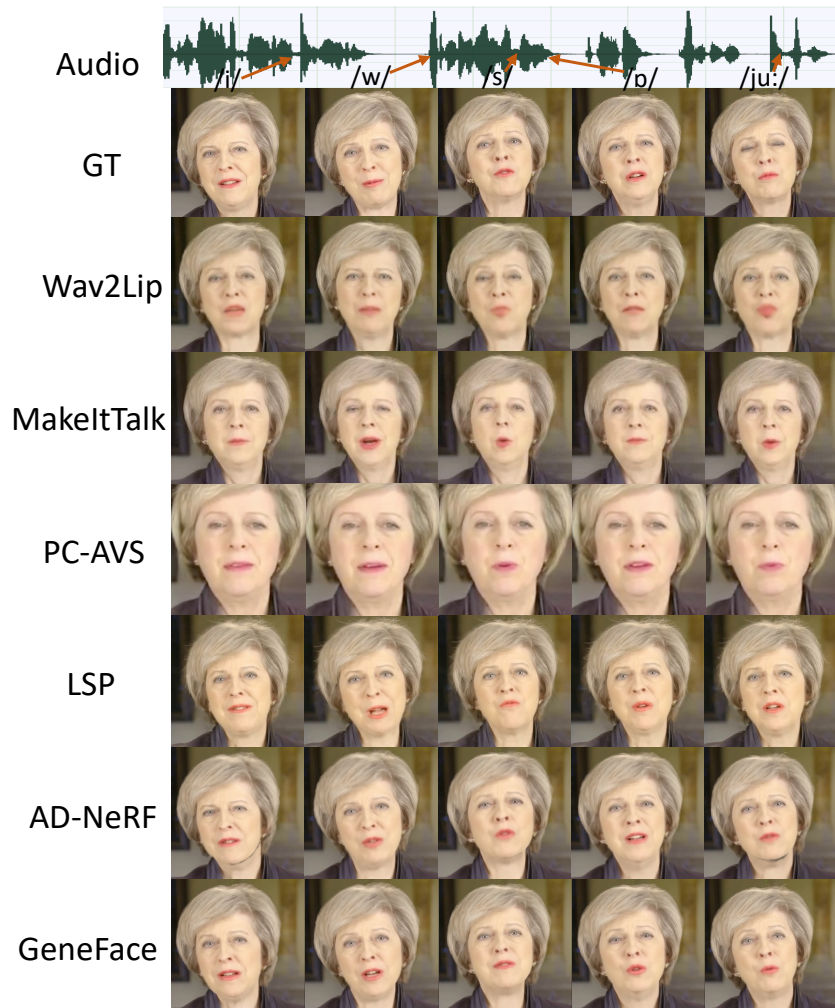 Audio
/i/ /w/ /s/ /ɒ/ /ju:/
GT
Wav2Lip
MakeItTalk
PC-AVS
LSP
AD-NeRF
GeneFace